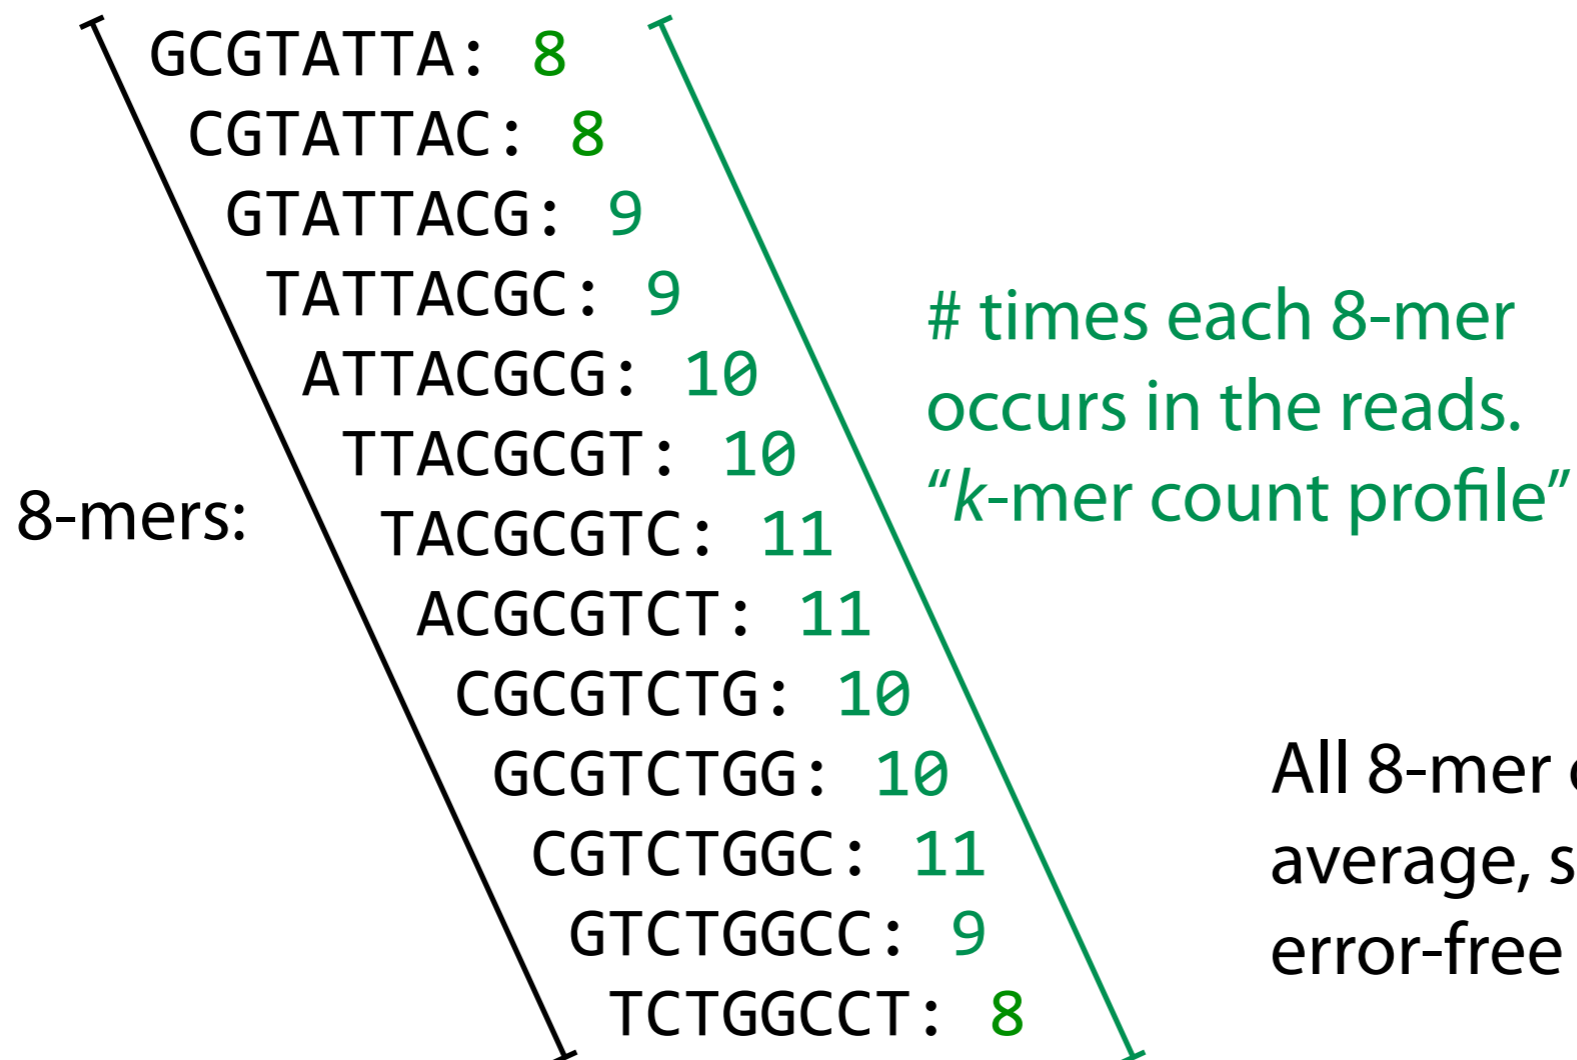 GCGTATTA: 8
CGTATTAC: 8
GTATTACG: 9
TATTACGC: 9
ATTACGCG: 10
TTACGCGT: 10
8-mers:
TACGCGTC: 11
ACGCGTCT: 11
CGCGTCTG: 10
GCGTCTGG: 10
CGTCTGGC: 11
GTCTGGCC: 9
TCTGGCCT: 8
# times each 8-mer
occurs in the reads.
“k-mer count profile”
All 8-mer
average,
error-free